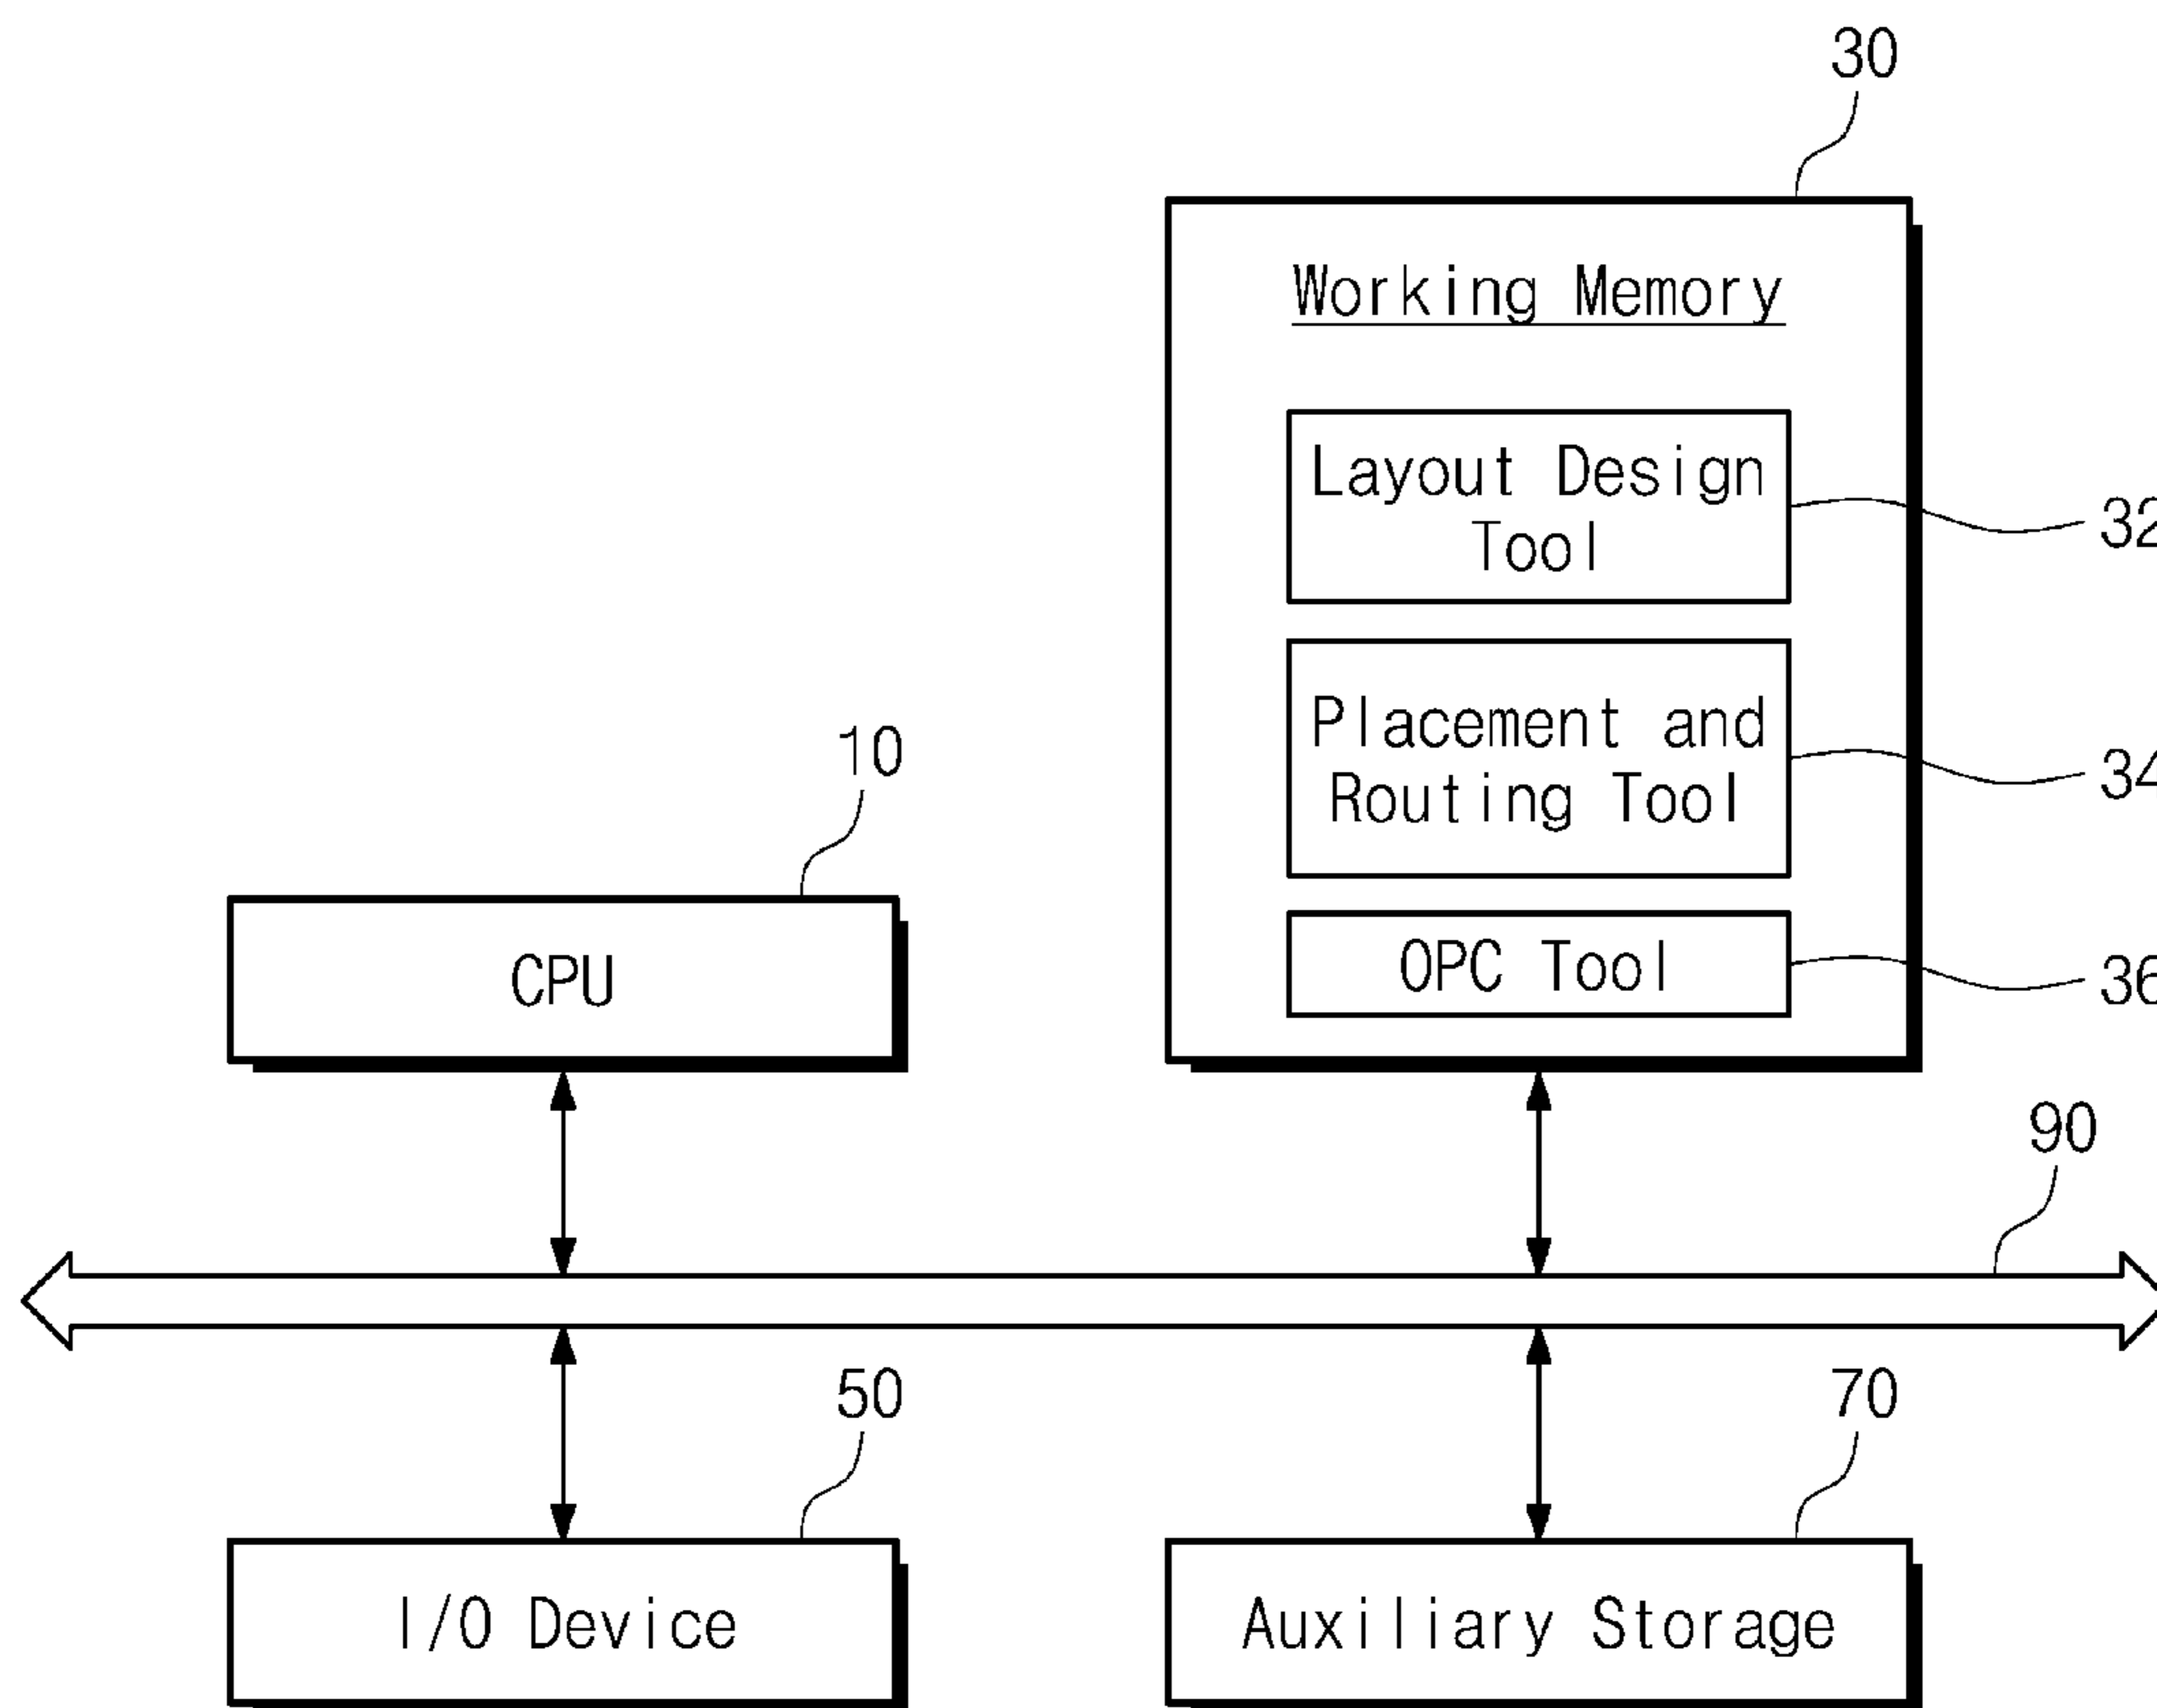 30
Working Memory
Layout Design
Tool
32
Placement and
Routing Tool
34
10
CPU
OPC Tool
36
90
50
70
I/O Device
Auxiliary Storage